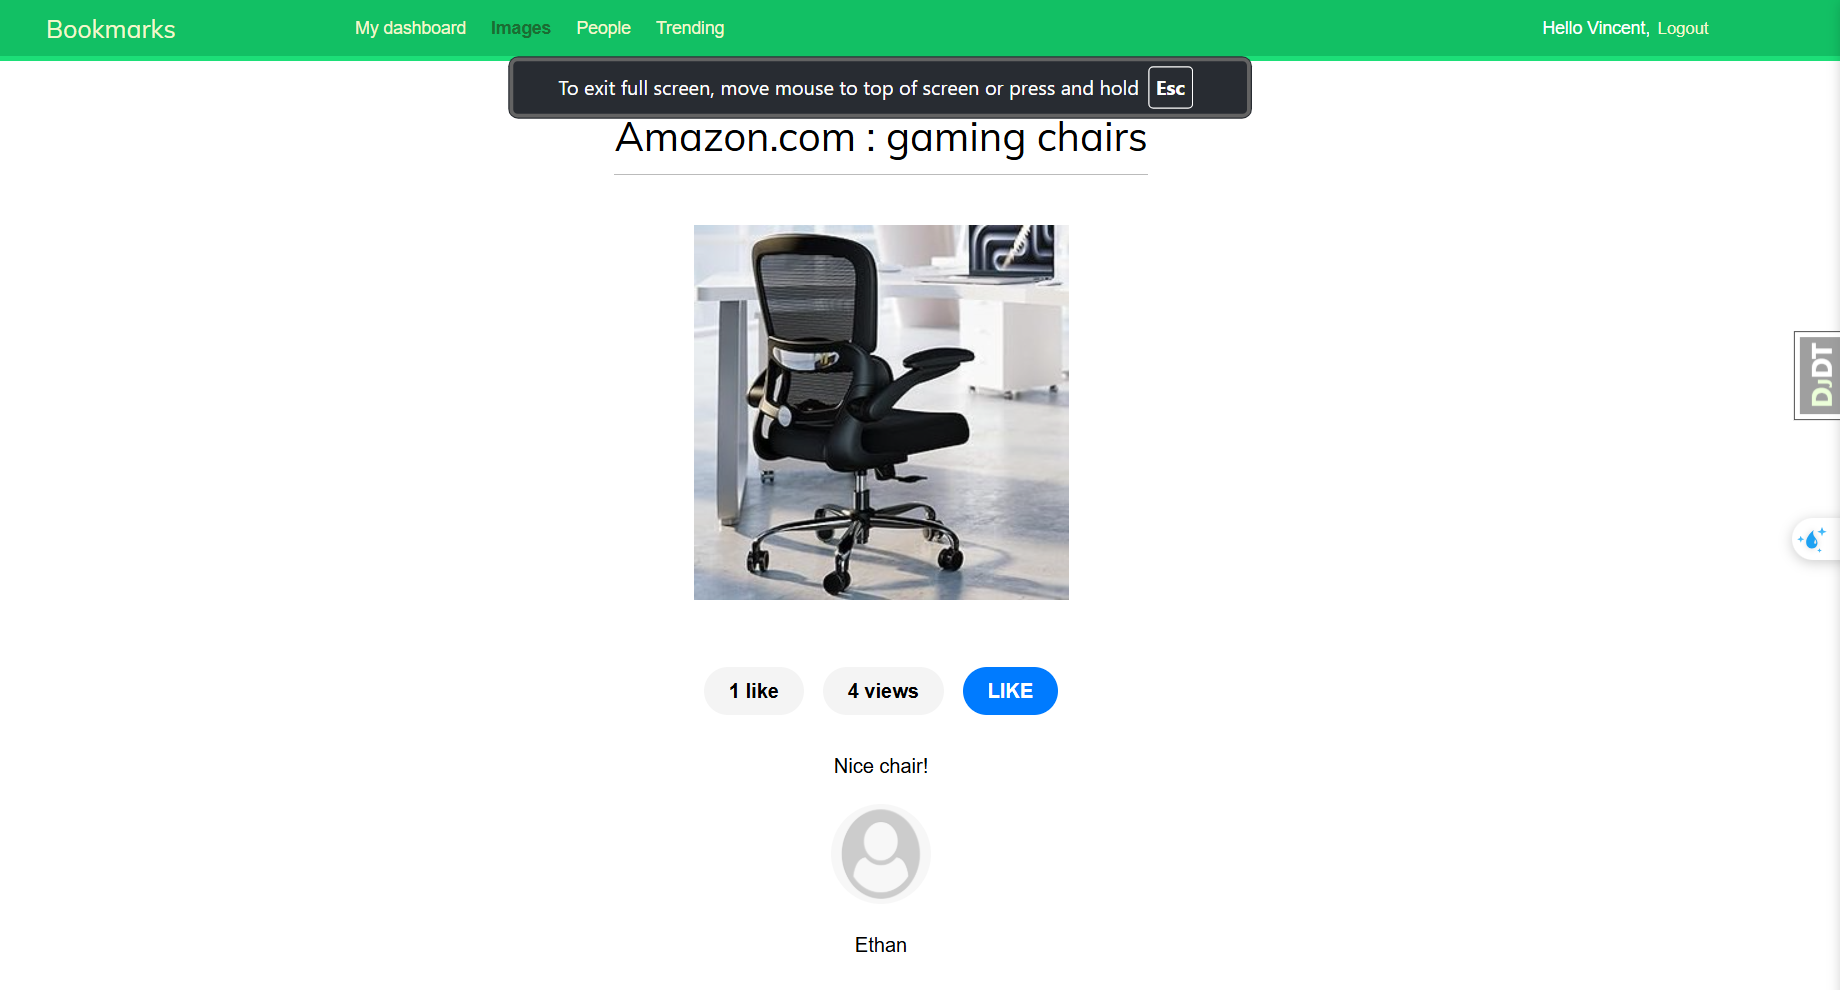 Bookmarks
My dashboard Images People Trending
Hello Vincent, Logout
To exit full screen, move mouse to top of screen or press and hold Esc
Amazon.com : gaming chairs
DJDT
1 like
4 views
LIKE
Nice chair!
Ethan